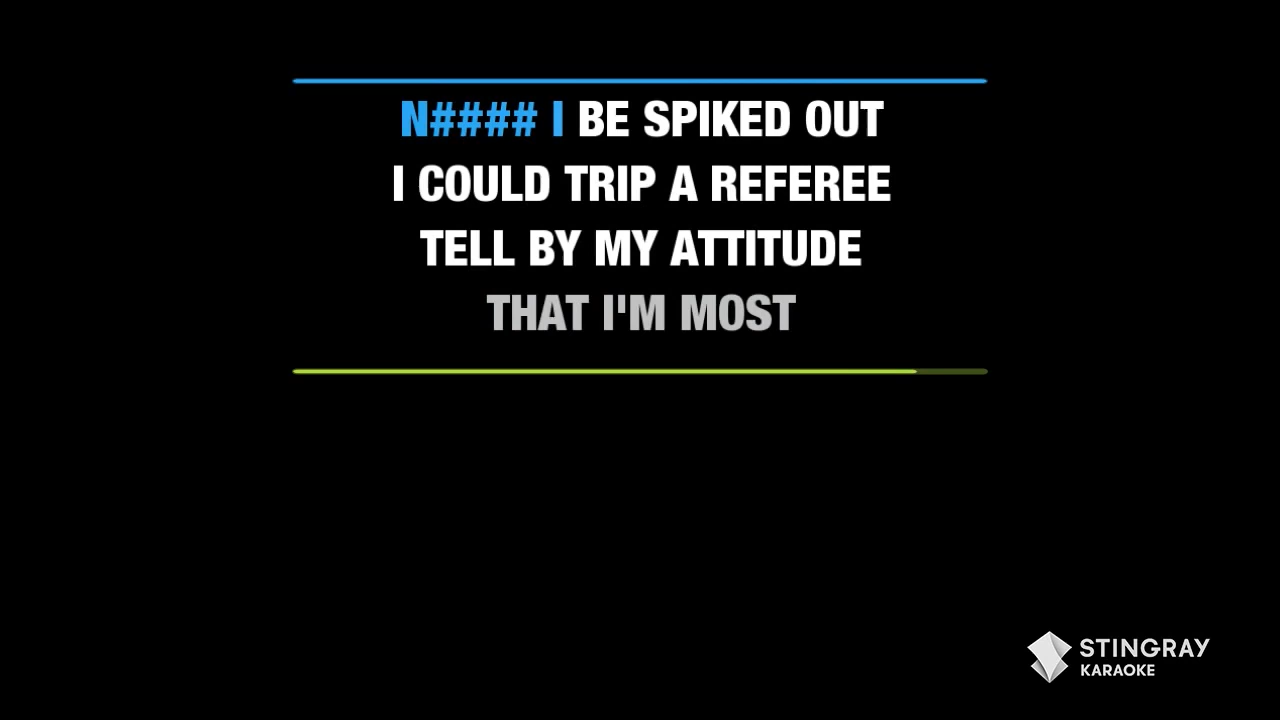 N#### I BE SPIKED OUT
I COULD TRIP A REFEREE
TELL BY MY ATTITUDE
THAT I'M MOST
STINGRAY
KARAOKE